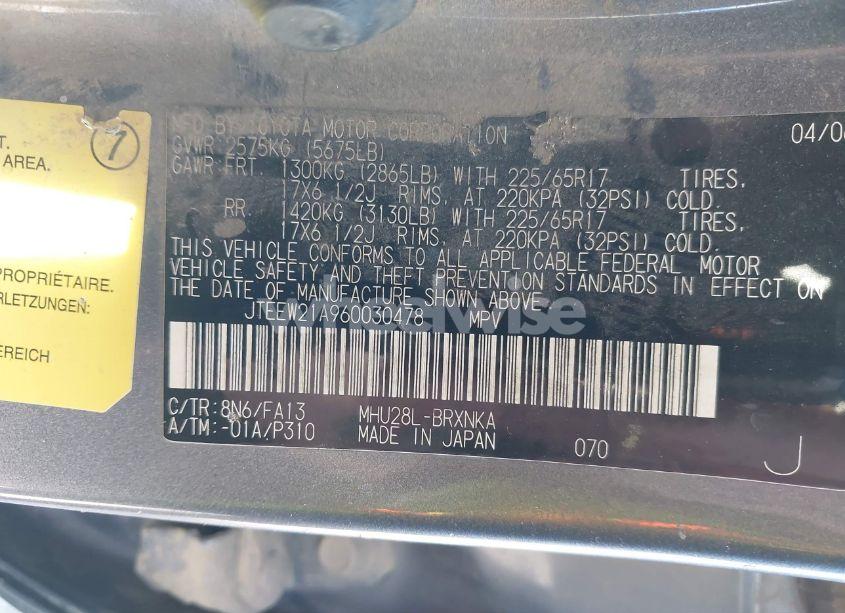 T.
AREA.
7
PROPRIÉTAIRE.
ERLETZUNGEN:
BEREICH
MFD BY TOYOTA MOTOR CORPORATION 04/06
GVWR 2575KG (5675LB)
GAWR FRT. 1300KG (2865LB) WITH 225/65R17 TIRES,
17X6 1/2J RIMS, AT 220KPA (32PSI) COLD.
RR. 1420KG (3130LB) WITH 225/65R17 TIRES,
17X6 1/2J RIMS, AT 220KPA (32PSI) COLD.
THIS VEHICLE CONFORMS TO ALL APPLICABLE FEDERAL MOTOR
VEHICLE SAFETY AND THEFT PREVENTION STANDARDS IN EFFECT ON
THE DATE OF MANUFACTURE SHOWN ABOVE.
JTEEW21A960030478 MPV
wheelwise
C/TR: 8N6/FA13 MHU28L-BRXNKA
A/TM: -01A/P310 MADE IN JAPAN 070 J